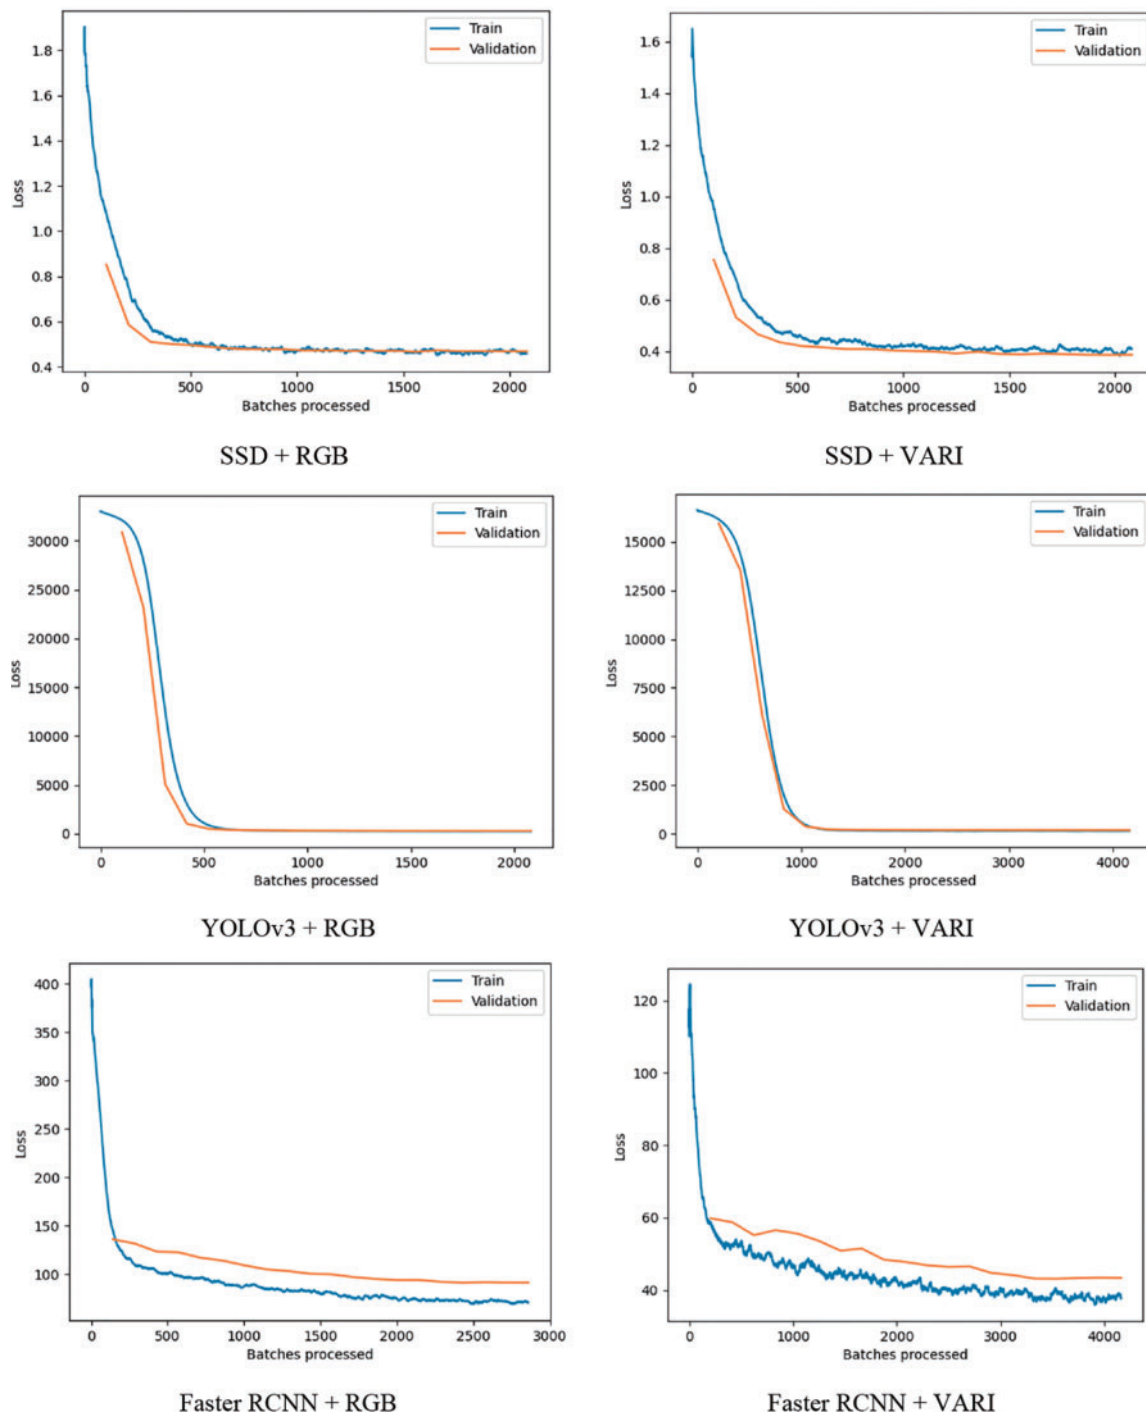 Train
Validation
1.8
1.6
1.4
1.2
1.0
0.8
0.6
0.4
Loss
0 500 1000 1500 2000
Batches processed
SSD + RGB
Train
Validation
1.6
1.4
1.2
1.0
0.8
0.6
0.4
Loss
0 500 1000 1500 2000
Batches processed
SSD + VARI
Train
Validation
30000
25000
20000
15000
10000
5000
0
Loss
0 500 1000 1500 2000
Batches processed
YOLOv3 + RGB
Train
Validation
15000
12500
10000
7500
5000
2500
0
Loss
0 1000 2000 3000 4000
Batches processed
YOLOv3 + VARI
Train
Validation
400
350
300
250
200
150
100
Loss
0 500 1000 1500 2000 2500 3000
Batches processed
Faster RCNN + RGB
Train
Validation
120
100
80
60
40
Loss
0 1000 2000 3000 4000
Batches processed
Faster RCNN + VARI